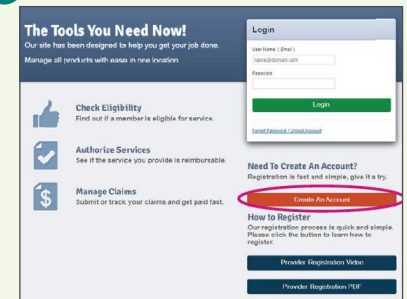 The Tools You Need Now!
Our site has been designed to help you get your job done.
Manage all products with ease in one location
Check Eligibility
Find out if a member is eligible for service.
Authorize Services
See if the service you provide is reimbursable.
Manage Claims
Submit or track your claims and get paid fast.
Login
User Name ( Email )
name@domain.com
Password
Login
Forgot Password / Unlock Account
Need To Create An Account?
Registration is fast and simple, give it a try.
Create An Account
How to Register
Our registration process is quick and simple.
Please click the button to learn how to
register.
Provider Registration Video
Provider Registration PDF